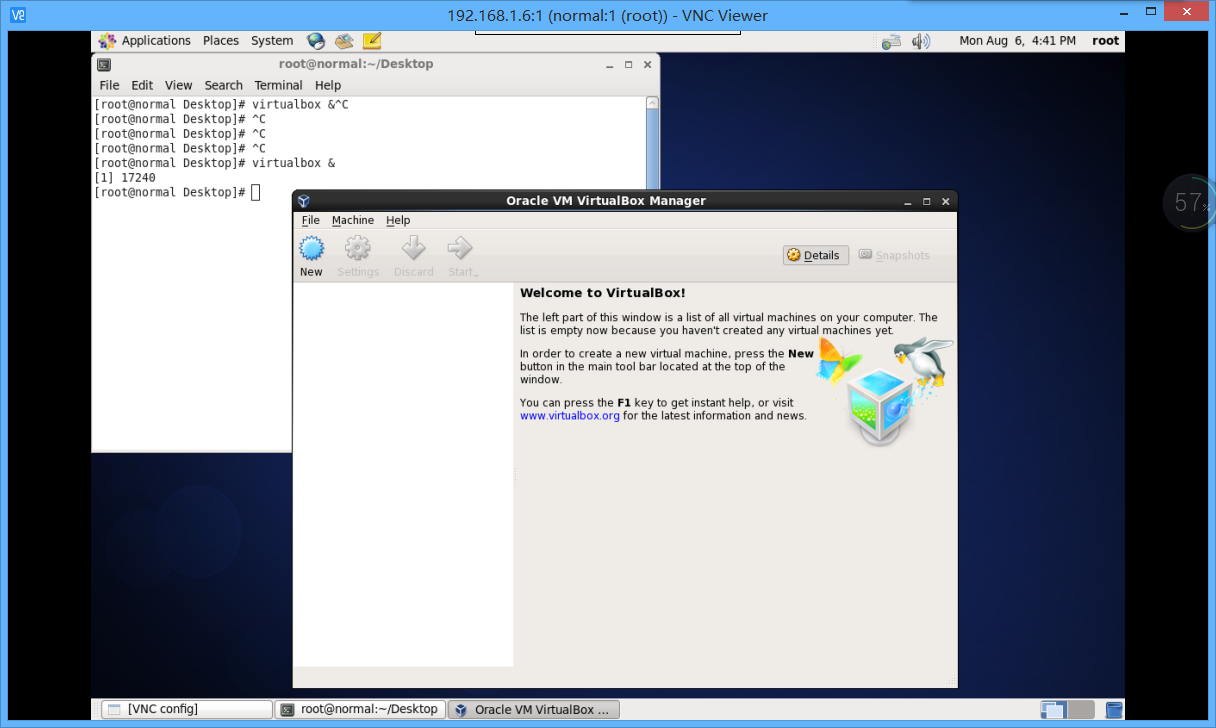 192.168.1.6:1 (normal:1 (root)) - VNC Viewer
Applications Places System
Mon Aug 6, 4:41 PM root
root@normal:~/Desktop
File Edit View Search Terminal Help
[root@normal Desktop]# virtualbox &^C
[root@normal Desktop]# ^C
[root@normal Desktop]# ^C
[root@normal Desktop]# ^C
[root@normal Desktop]# virtualbox &
[1] 17240
[root@normal Desktop]#
57%
Oracle VM VirtualBox Manager
File Machine Help
New Settings Discard Start
Details Snapshots
Welcome to VirtualBox!
The left part of this window is a list of all virtual machines on your computer. The
list is empty now because you haven't created any virtual machines yet.
In order to create a new virtual machine, press the New
button in the main tool bar located at the top of the
window.
You can press the F1 key to get instant help, or visit
www.virtualbox.org for the latest information and news.
[VNC config] root@normal:~/Desktop Oracle VM VirtualBox ...